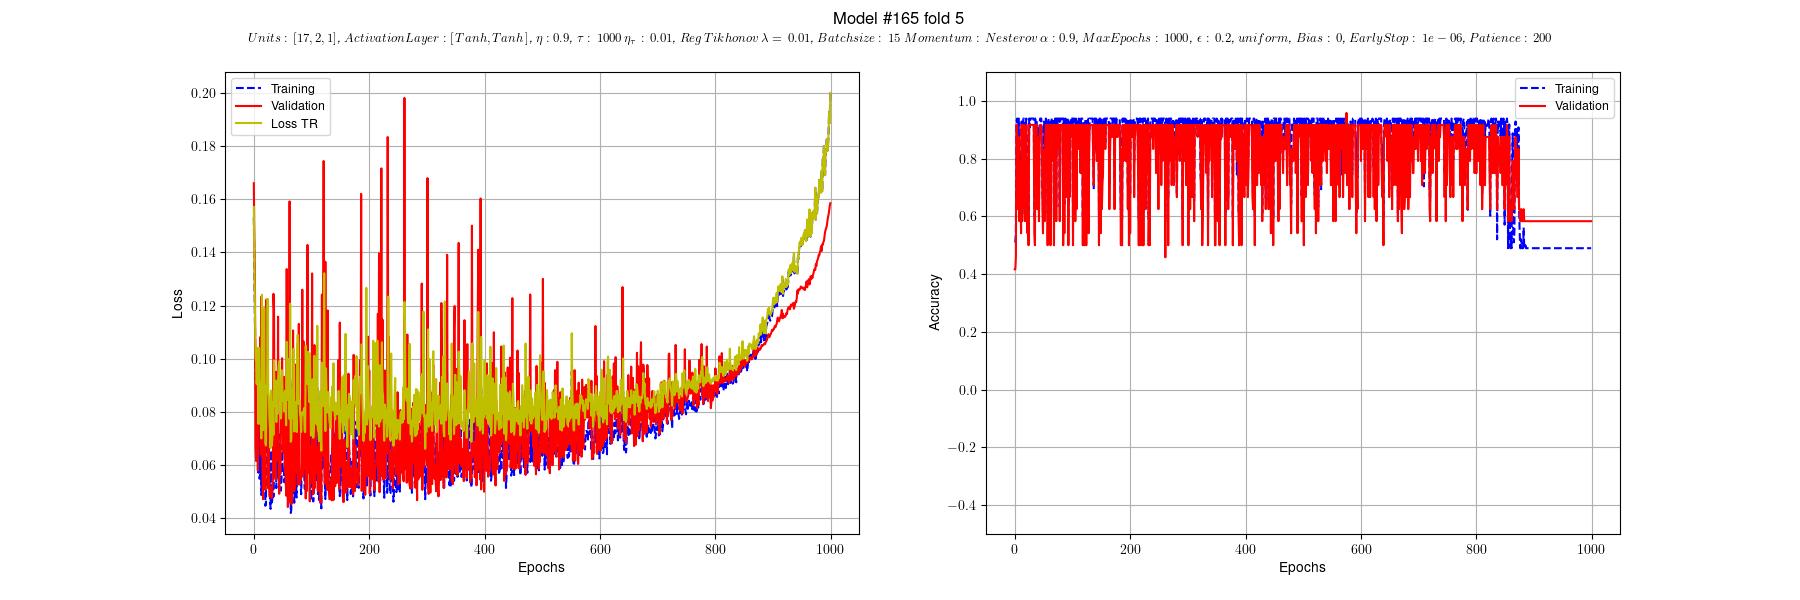 Model #165 fold 5
Units : [17, 2, 1], ActivationLayer : [Tanh, Tanh], η : 0.9, τ : 1000 ητ : 0.01, Reg Tikhonov λ = 0.01, Batchsize : 15 Momentum : Nesterov α : 0.9, MaxEpochs : 1000, ϵ : 0.2, uniform, Bias : 0, EarlyStop : 1e − 06, Patience : 200
Training
Validation
Loss TR
0.20
0.18
0.16
0.14
0.12
0.10
0.08
0.06
0.04
Loss
0 200 400 600 800 1000
Epochs
Training
Validation
1.0
0.8
0.6
0.4
0.2
0.0
−0.2
−0.4
Accuracy
0 200 400 600 800 1000
Epochs